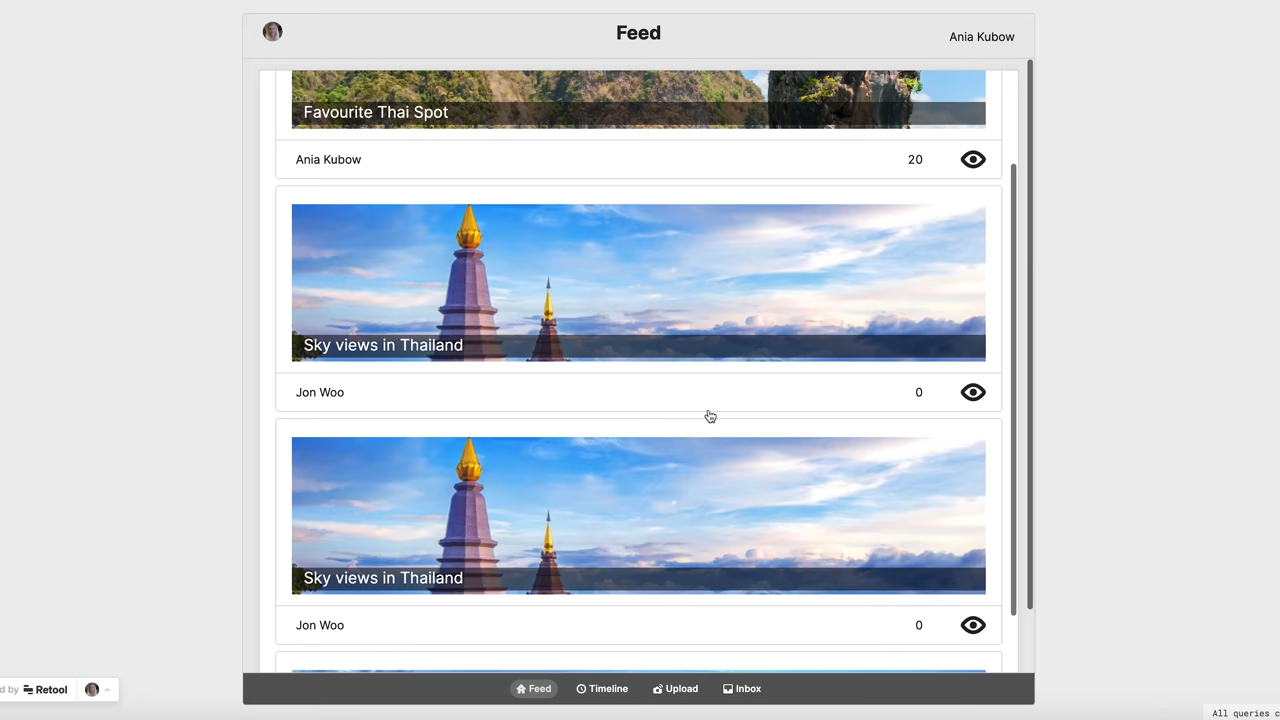 Feed
Ania Kubow
Favourite Thai Spot
Ania Kubow 20
Sky views in Thailand
Jon Woo 0
Sky views in Thailand
Jon Woo 0
Feed Timeline Upload Inbox
d by Retool
All queries c